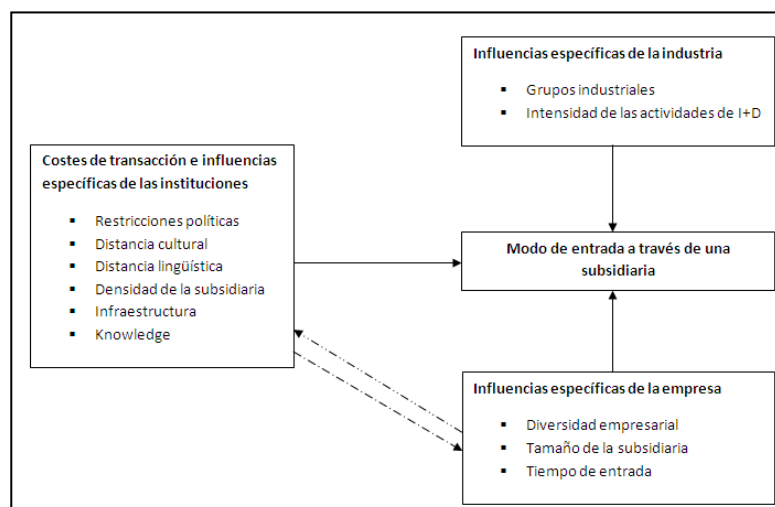 Influencias específicas de la industria
▪ Grupos industriales
▪ Intensidad de las actividades de I+D
Costes de transacción e influencias
específicas de las instituciones
▪ Restricciones políticas
▪ Distancia cultural
▪ Distancia lingüística
▪ Densidad de la subsidiaria
▪ Infraestructura
▪ Knowledge
Modo de entrada a través de una
subsidiaria
Influencias específicas de la empresa
▪ Diversidad empresarial
▪ Tamaño de la subsidiaria
▪ Tiempo de entrada